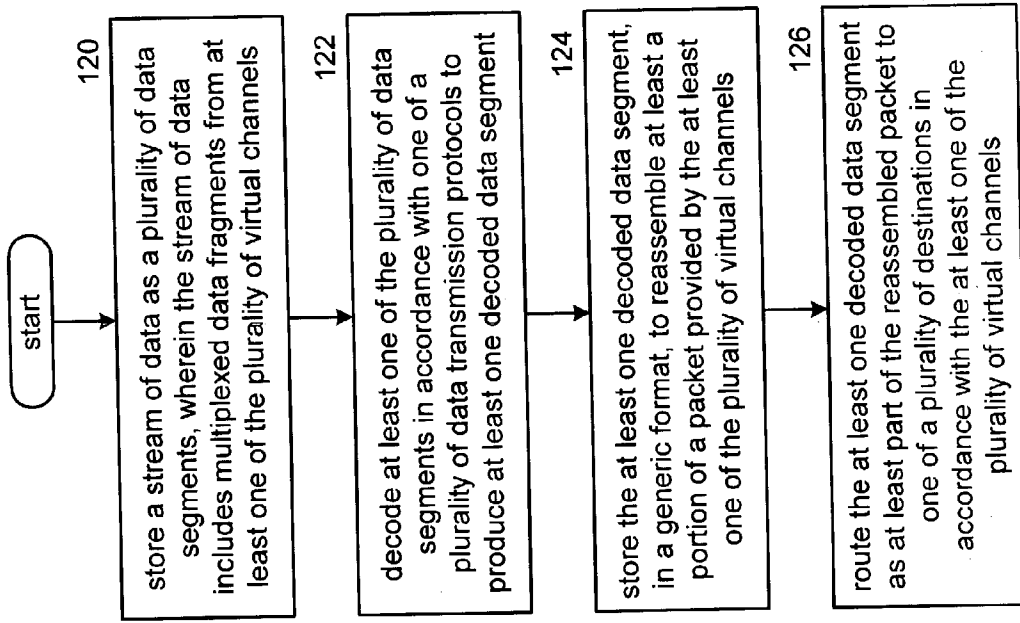 start
120
store a stream of data as a plurality of data
segments, wherein the stream of data
includes multiplexed data fragments from at
least one of the plurality of virtual channels
122
decode at least one of the plurality of data
segments in accordance with one of a
plurality of data transmission protocols to
produce at least one decoded data segment
124
store the at least one decoded data segment,
in a generic format, to reassemble at least a
portion of a packet provided by the at least
one of the plurality of virtual channels
126
route the at least one decoded data segment
as at least part of the reassembled packet to
one of a plurality of destinations in
accordance with the at least one of the
plurality of virtual channels